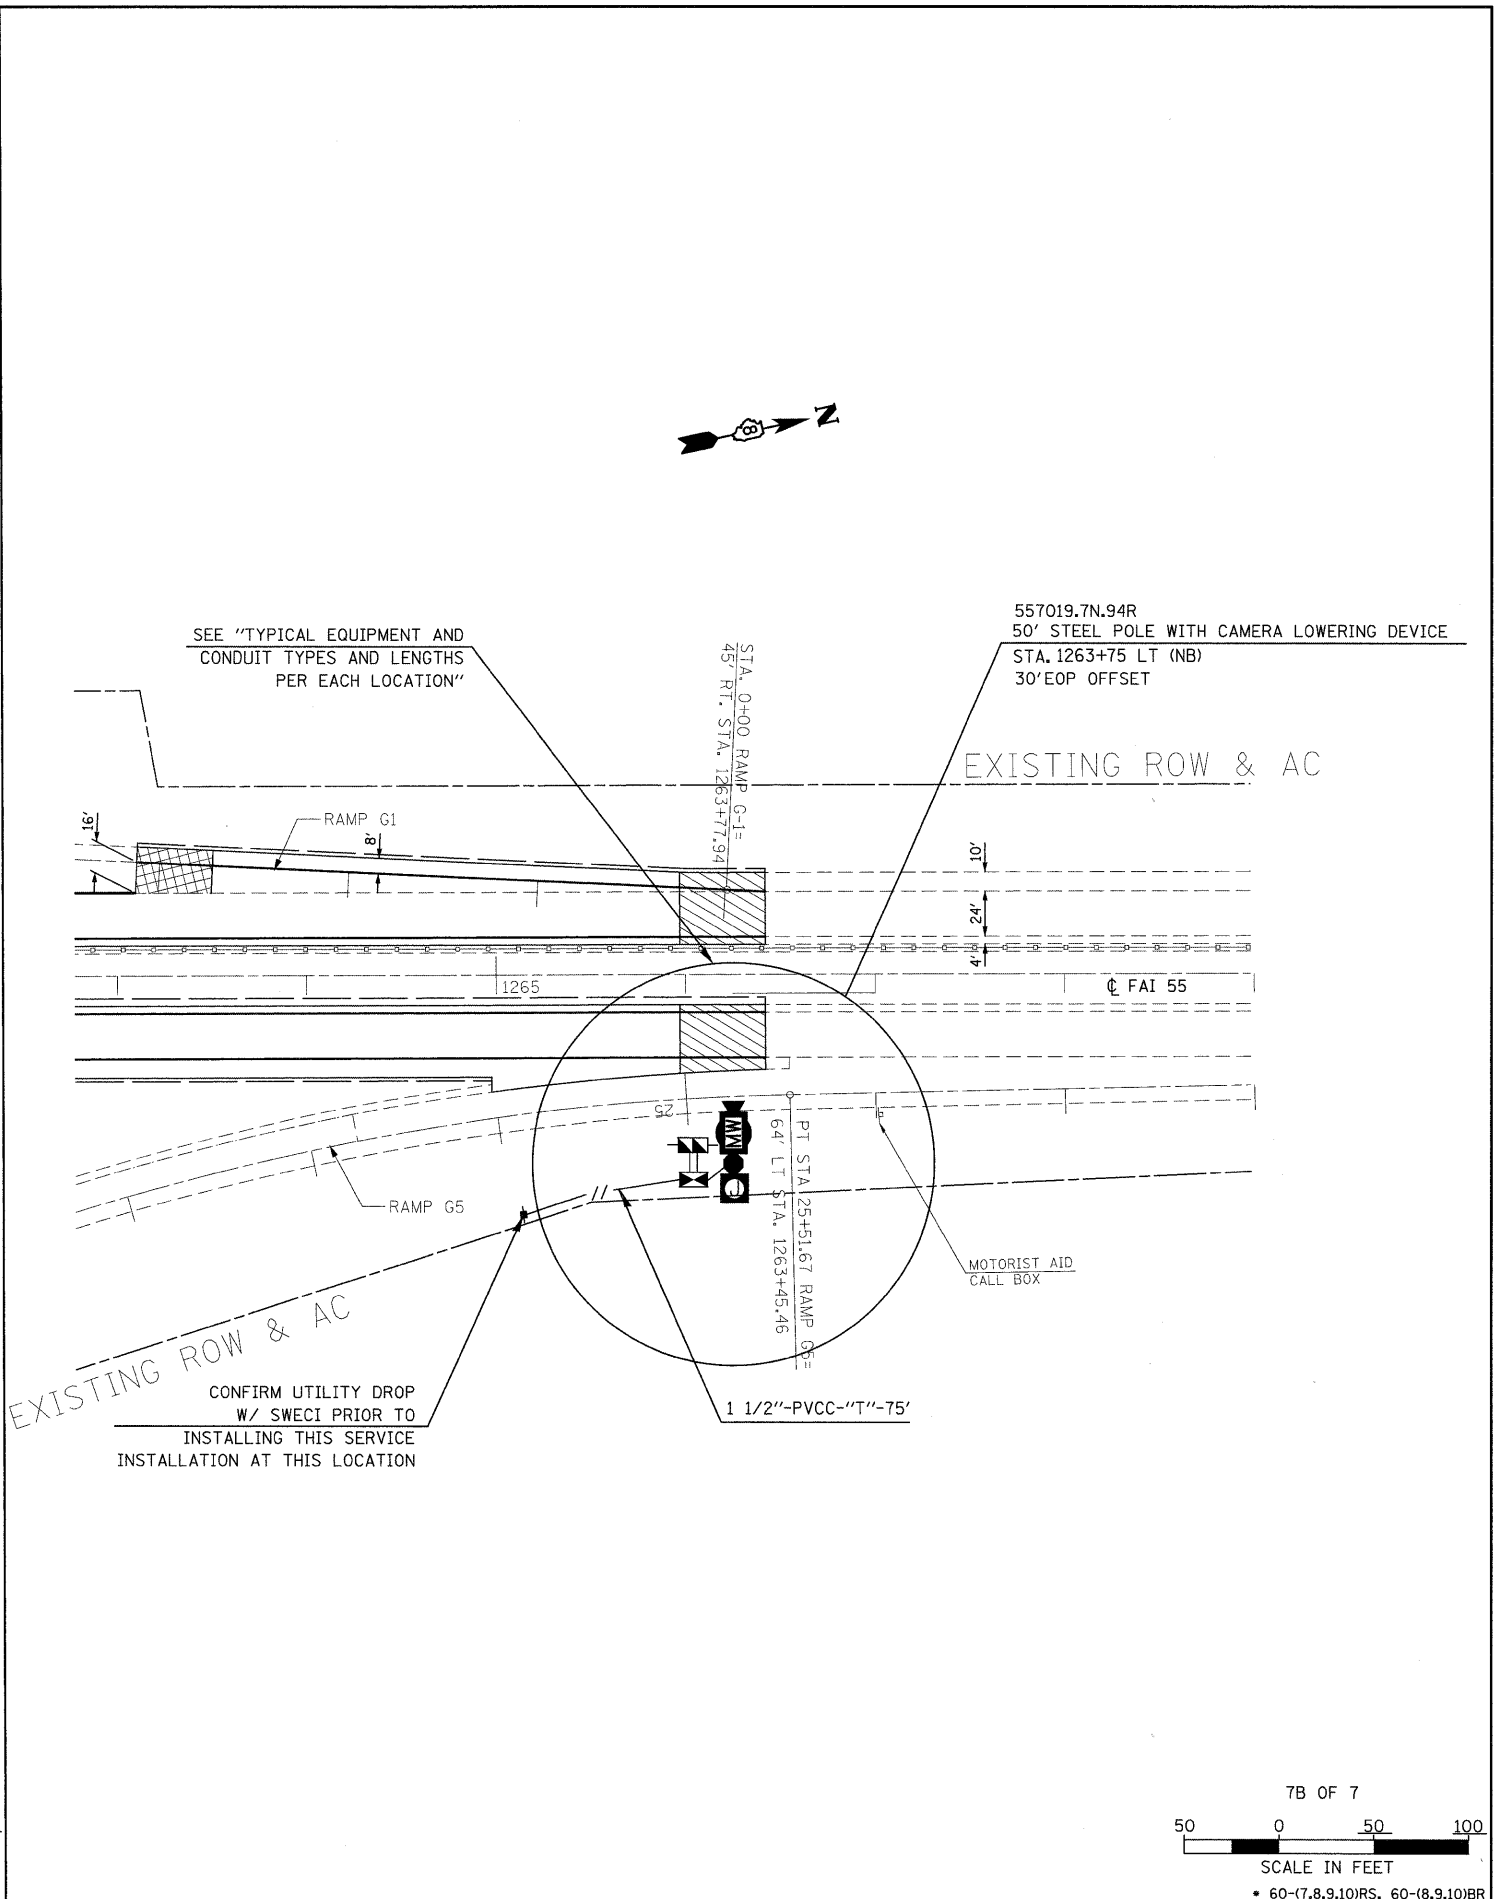 N
SEE "TYPICAL EQUIPMENT AND
CONDUIT TYPES AND LENGTHS
PER EACH LOCATION"
557019.7N.94R
50' STEEL POLE WITH CAMERA LOWERING DEVICE
STA. 1263+75 LT (NB)
30'EOP OFFSET
STA. 0+00 RAMP G-1=
45' RT. STA. 1263+77.94
EXISTING ROW & AC
16'
RAMP G1
8'
10'
24'
4'
1265
℄ FAI 55
25
PT STA 25+51.67 RAMP G5=
64' LT STA. 1263+45.46
J
RAMP G5
MOTORIST AID
CALL BOX
EXISTING ROW & AC
CONFIRM UTILITY DROP
W/ SWECI PRIOR TO
INSTALLING THIS SERVICE
INSTALLATION AT THIS LOCATION
1 1/2"-PVCC-"T"-75'
7B OF 7
50 0 50 100
SCALE IN FEET
* 60-(7,8,9,10)RS, 60-(8,9,10)BR